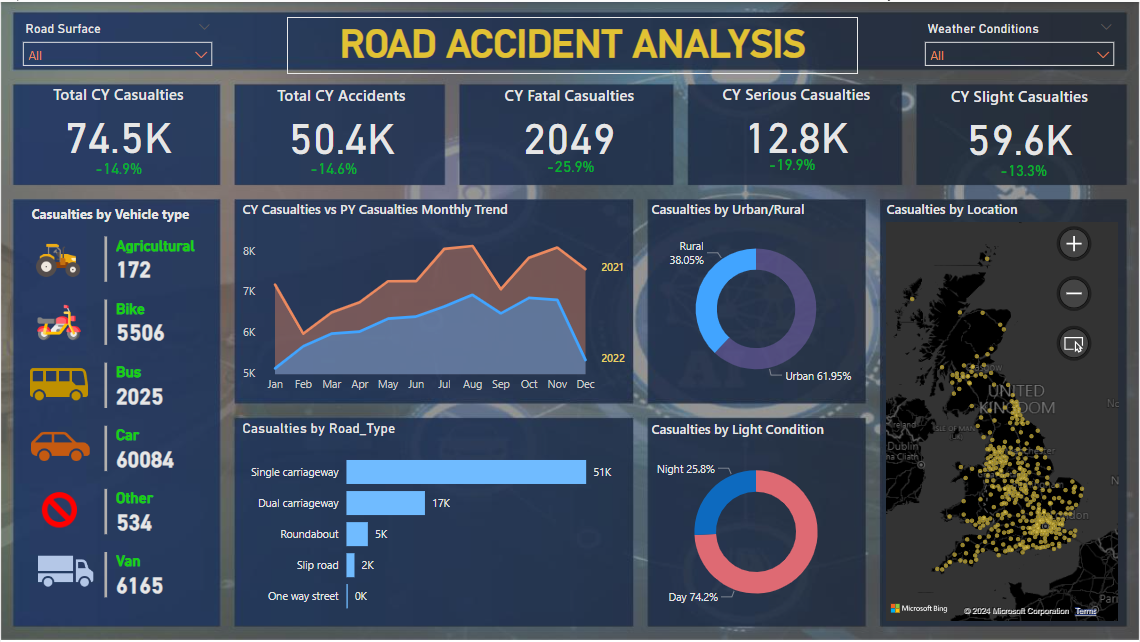 Road Surface
All
ROAD ACCIDENT ANALYSIS
Weather Conditions
All
Total CY Casualties
74.5K
-14.9%
Total CY Accidents
50.4K
-14.6%
CY Fatal Casualties
2049
-25.9%
CY Serious Casualties
12.8K
-19.9%
CY Slight Casualties
59.6K
-13.3%
Casualties by Vehicle type
Agricultural
172
Bike
5506
Bus
2025
Car
60084
Other
534
Van
6165
CY Casualties vs PY Casualties Monthly Trend
8K
7K
6K
5K
2021
2022
Jan Feb Mar Apr May Jun Jul Aug Sep Oct Nov Dec
Casualties by Road_Type
Single carriageway 51K
Dual carriageway 17K
Roundabout 5K
Slip road 2K
One way street 0K
Casualties by Urban/Rural
Rural
38.05%
Urban 61.95%
Casualties by Light Condition
Night 25.8%
Day 74.2%
Casualties by Location
UNITED
KINGDOM
ISLE OF MAN
Ireland
Dublin
Microsoft Bing
© 2024 Microsoft Corporation Terms